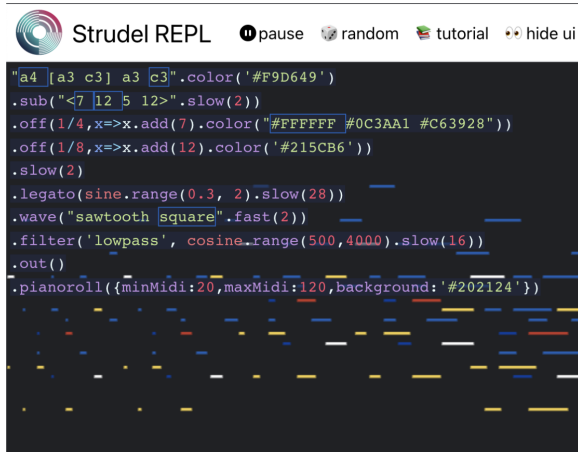 Strudel REPL pause random tutorial hide ui
"a4 [a3 c3] a3 c3".color('#F9D649')
.sub("<7 12 5 12>".slow(2))
.off(1/4,x=>x.add(7).color("#FFFFFF #0C3AA1 #C63928"))
.off(1/8,x=>x.add(12).color('#215CB6'))
.slow(2)
.legato(sine.range(0.3, 2).slow(28))
.wave("sawtooth square".fast(2))
.filter('lowpass', cosine.range(500,4000).slow(16))
.out()
.pianoroll({minMidi:20,maxMidi:120,background:'#202124'})